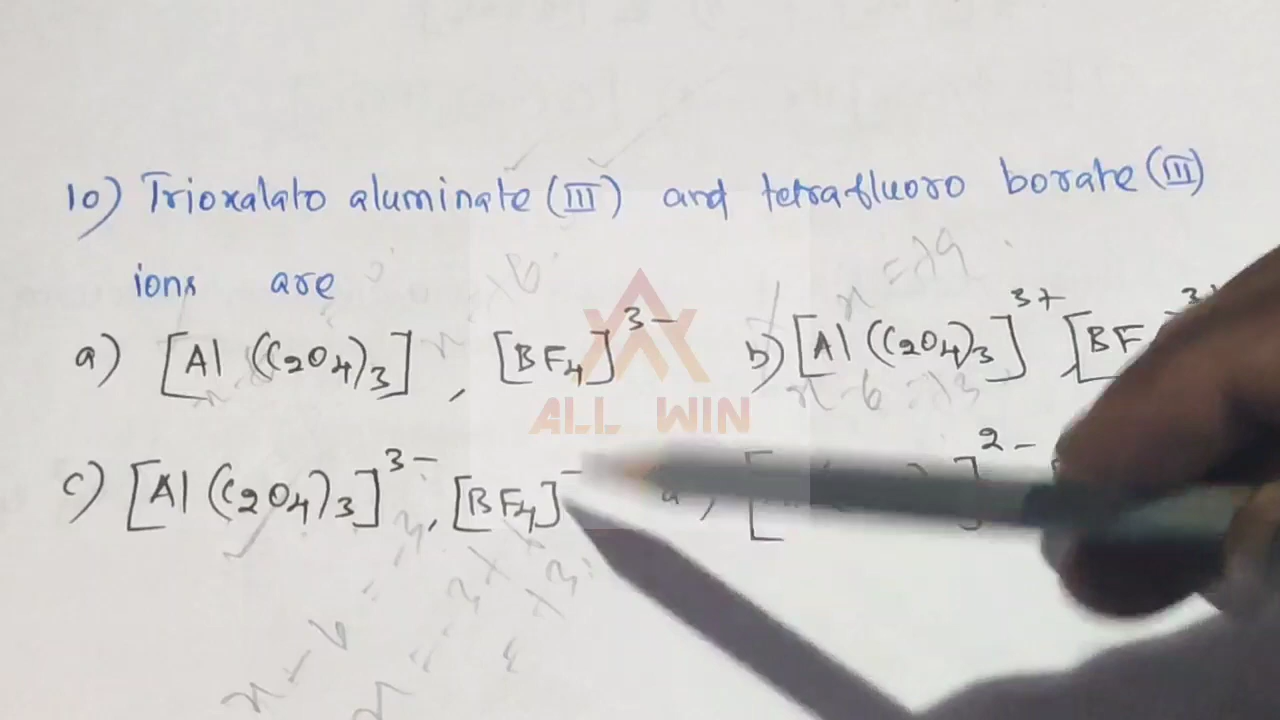 10) Trioxalato aluminate (III) and tetrafluoro borate (III)
ions are
a) [Al (C2O4)3] , [BF4]3- b) [Al (C2O4)3]3+ [BF
c) [Al (C2O4)3]3- , [BF4]- [ ]2-
ALL WIN